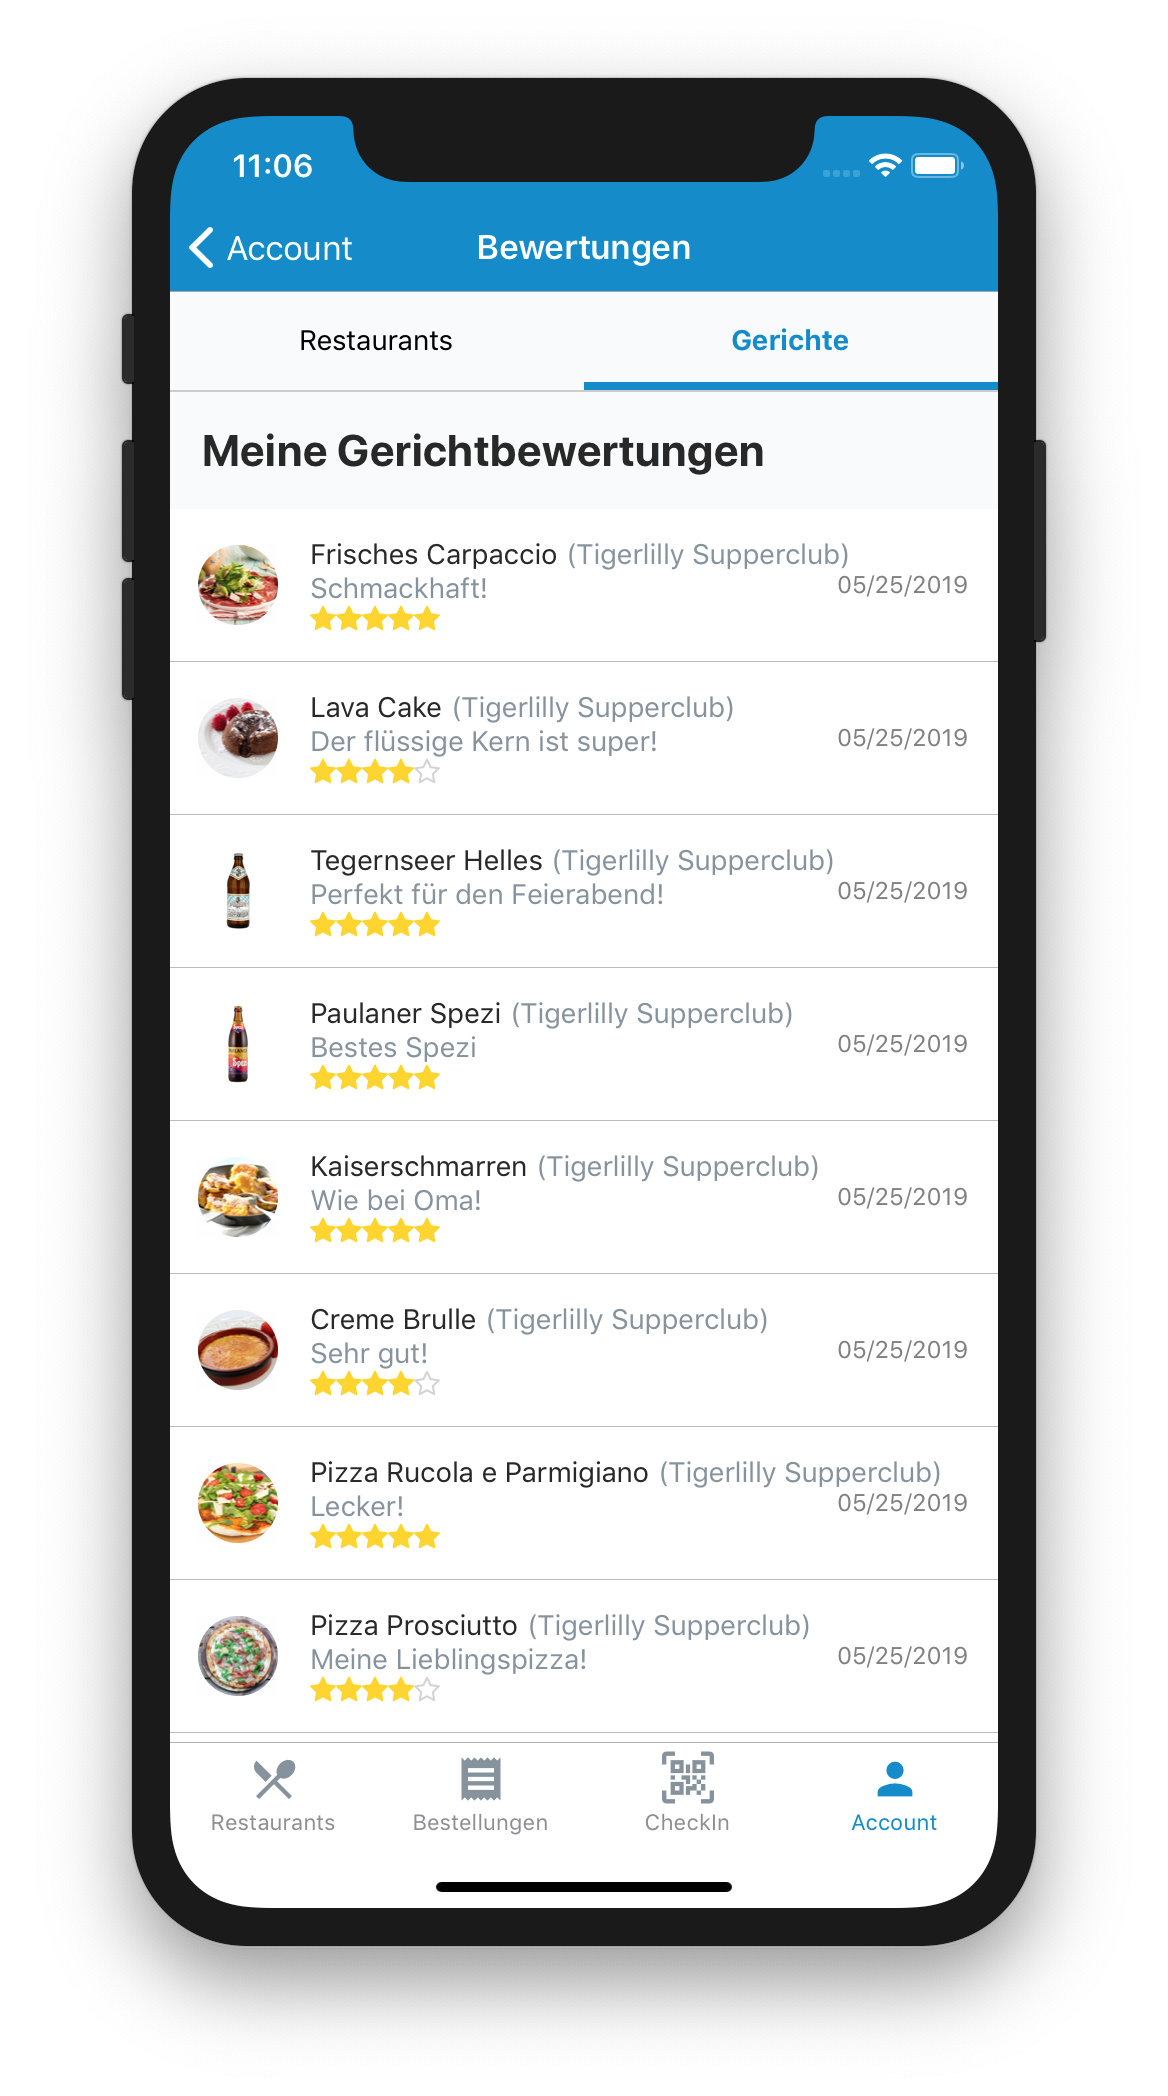 11:06
Account
Bewertungen
Restaurants
Gerichte
Meine Gerichtbewertungen
Frisches Carpaccio (Tigerlilly Supperclub)
Schmackhaft!
05/25/2019
Lava Cake (Tigerlilly Supperclub)
Der flüssige Kern ist super!
05/25/2019
Tegernseer Helles (Tigerlilly Supperclub)
Perfekt für den Feierabend!
05/25/2019
Paulaner Spezi (Tigerlilly Supperclub)
Bestes Spezi
05/25/2019
Spezi
Kaiserschmarren (Tigerlilly Supperclub)
Wie bei Oma!
05/25/2019
Creme Brulle (Tigerlilly Supperclub)
Sehr gut!
05/25/2019
Pizza Rucola e Parmigiano (Tigerlilly Supperclub)
Lecker!
05/25/2019
Pizza Prosciutto (Tigerlilly Supperclub)
Meine Lieblingspizza!
05/25/2019
Restaurants
Bestellungen
CheckIn
Account